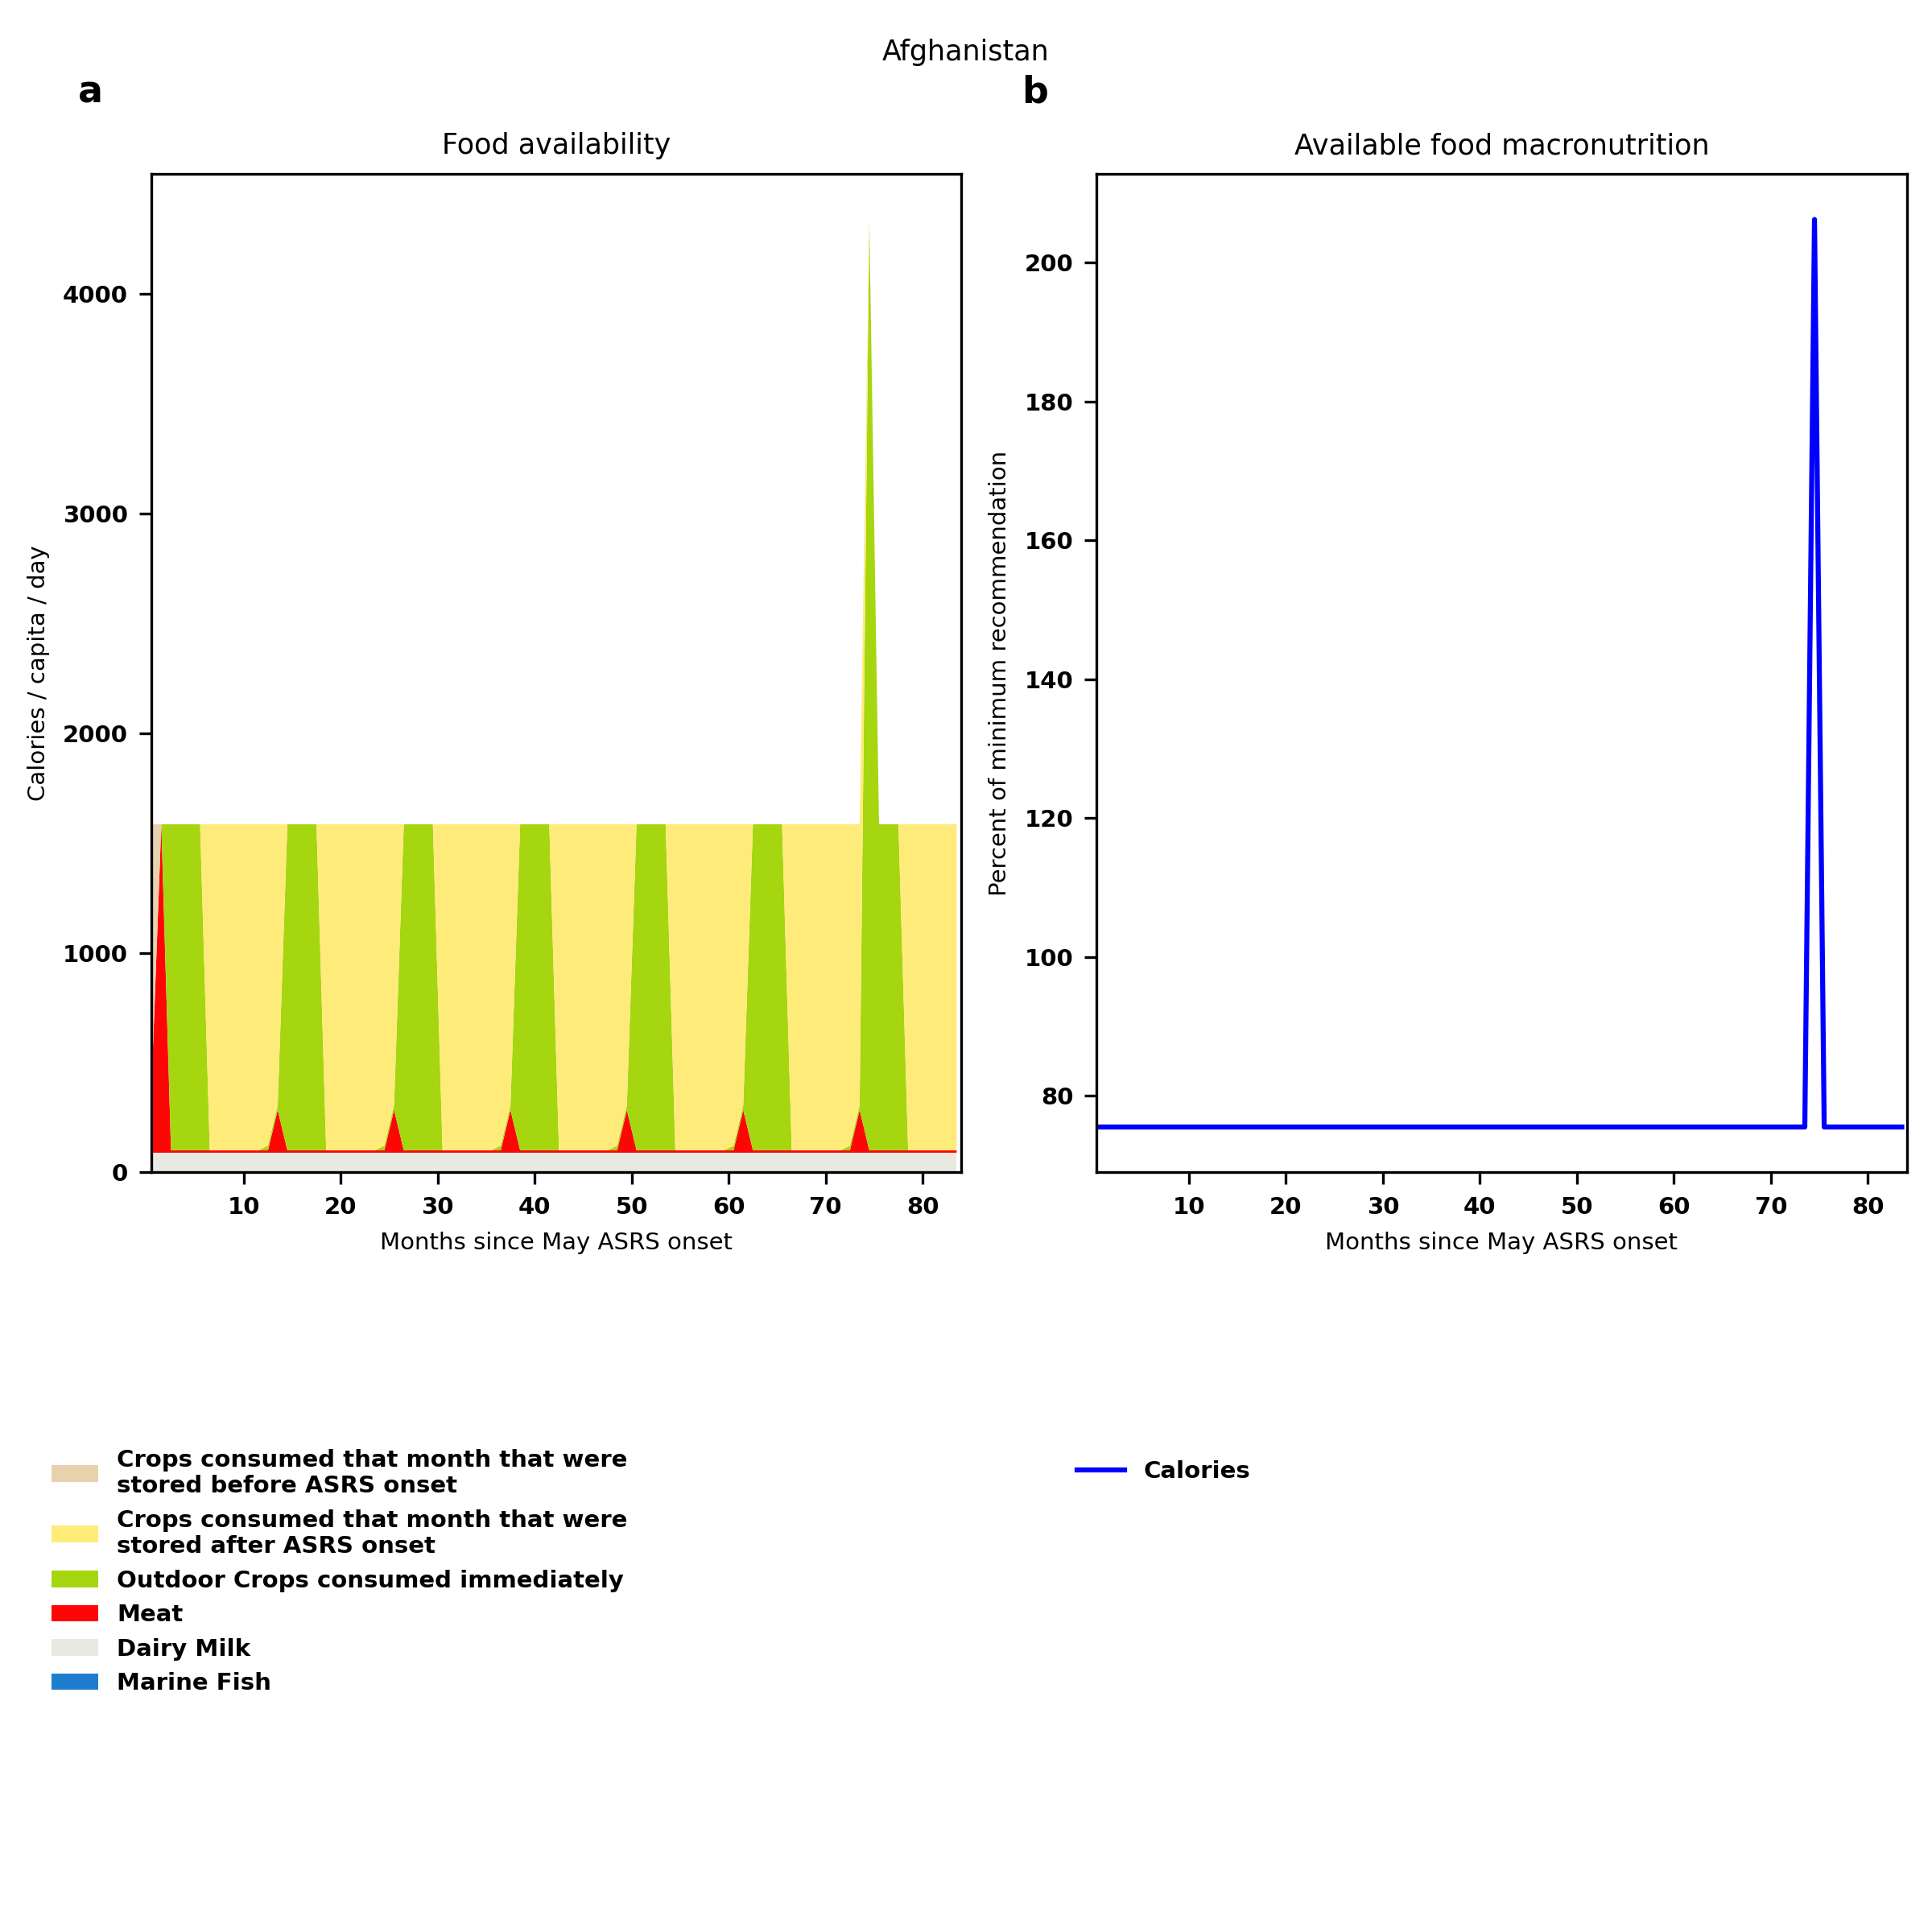 Afghanistan
a
Food availability
Calories / capita / day
4000
3000
2000
1000
0
10 20 30 40 50 60 70 80
Months since May ASRS onset
b
Available food macronutrition
Percent of minimum recommendation
200
180
160
140
120
100
80
10 20 30 40 50 60 70 80
Months since May ASRS onset
Crops consumed that month that were
stored before ASRS onset
Crops consumed that month that were
stored after ASRS onset
Outdoor Crops consumed immediately
Meat
Dairy Milk
Marine Fish
Calories